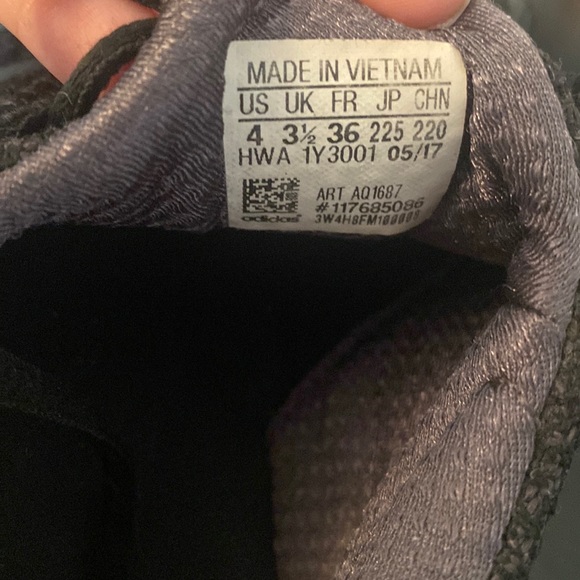 MADE IN VIETNAM
US UK FR JP CHN
4 3½ 36 225 220
HWA 1Y3001 05/17
ART AQ1687
#117685086
adidas